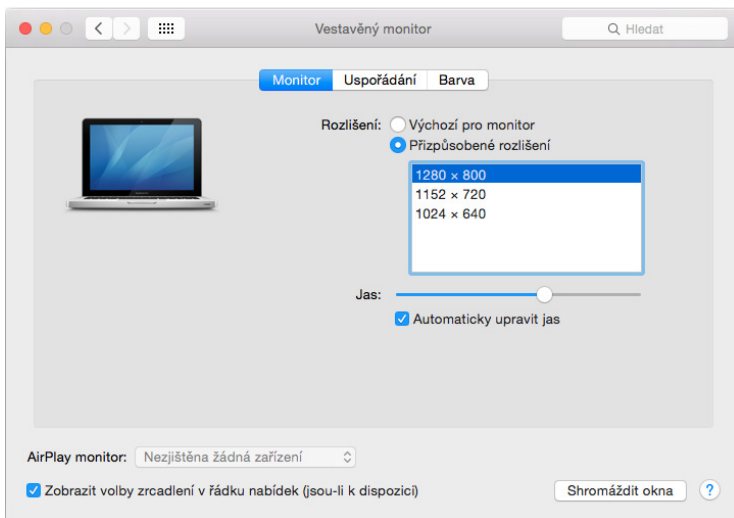 Vestavěný monitor
Hledat
Monitor
Uspořádání
Barva
Rozlišení:
Výchozí pro monitor
Přizpůsobené rozlišení
1280 × 800
1152 × 720
1024 × 640
Jas:
Automaticky upravit jas
AirPlay monitor:
Nezjištěna žádná zařízení
Zobrazit volby zrcadlení v řádku nabídek (jsou-li k dispozici)
Shromáždit okna
?